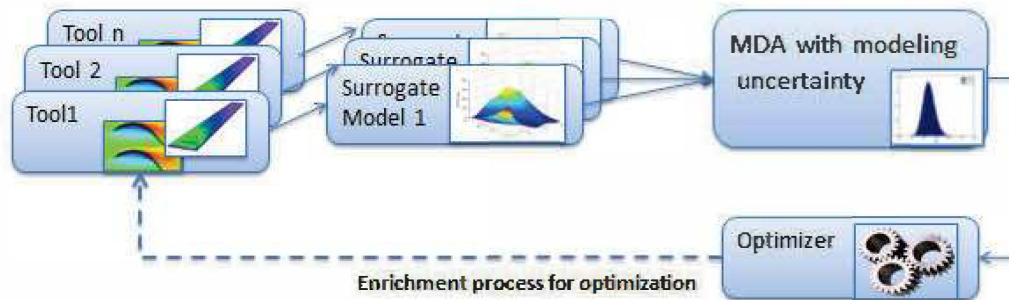 Tool n
Tool 2
Tool1
Surrogate
Surrogate
Model 1
MDA with modeling
uncertainty
Optimizer
Enrichment process for optimization